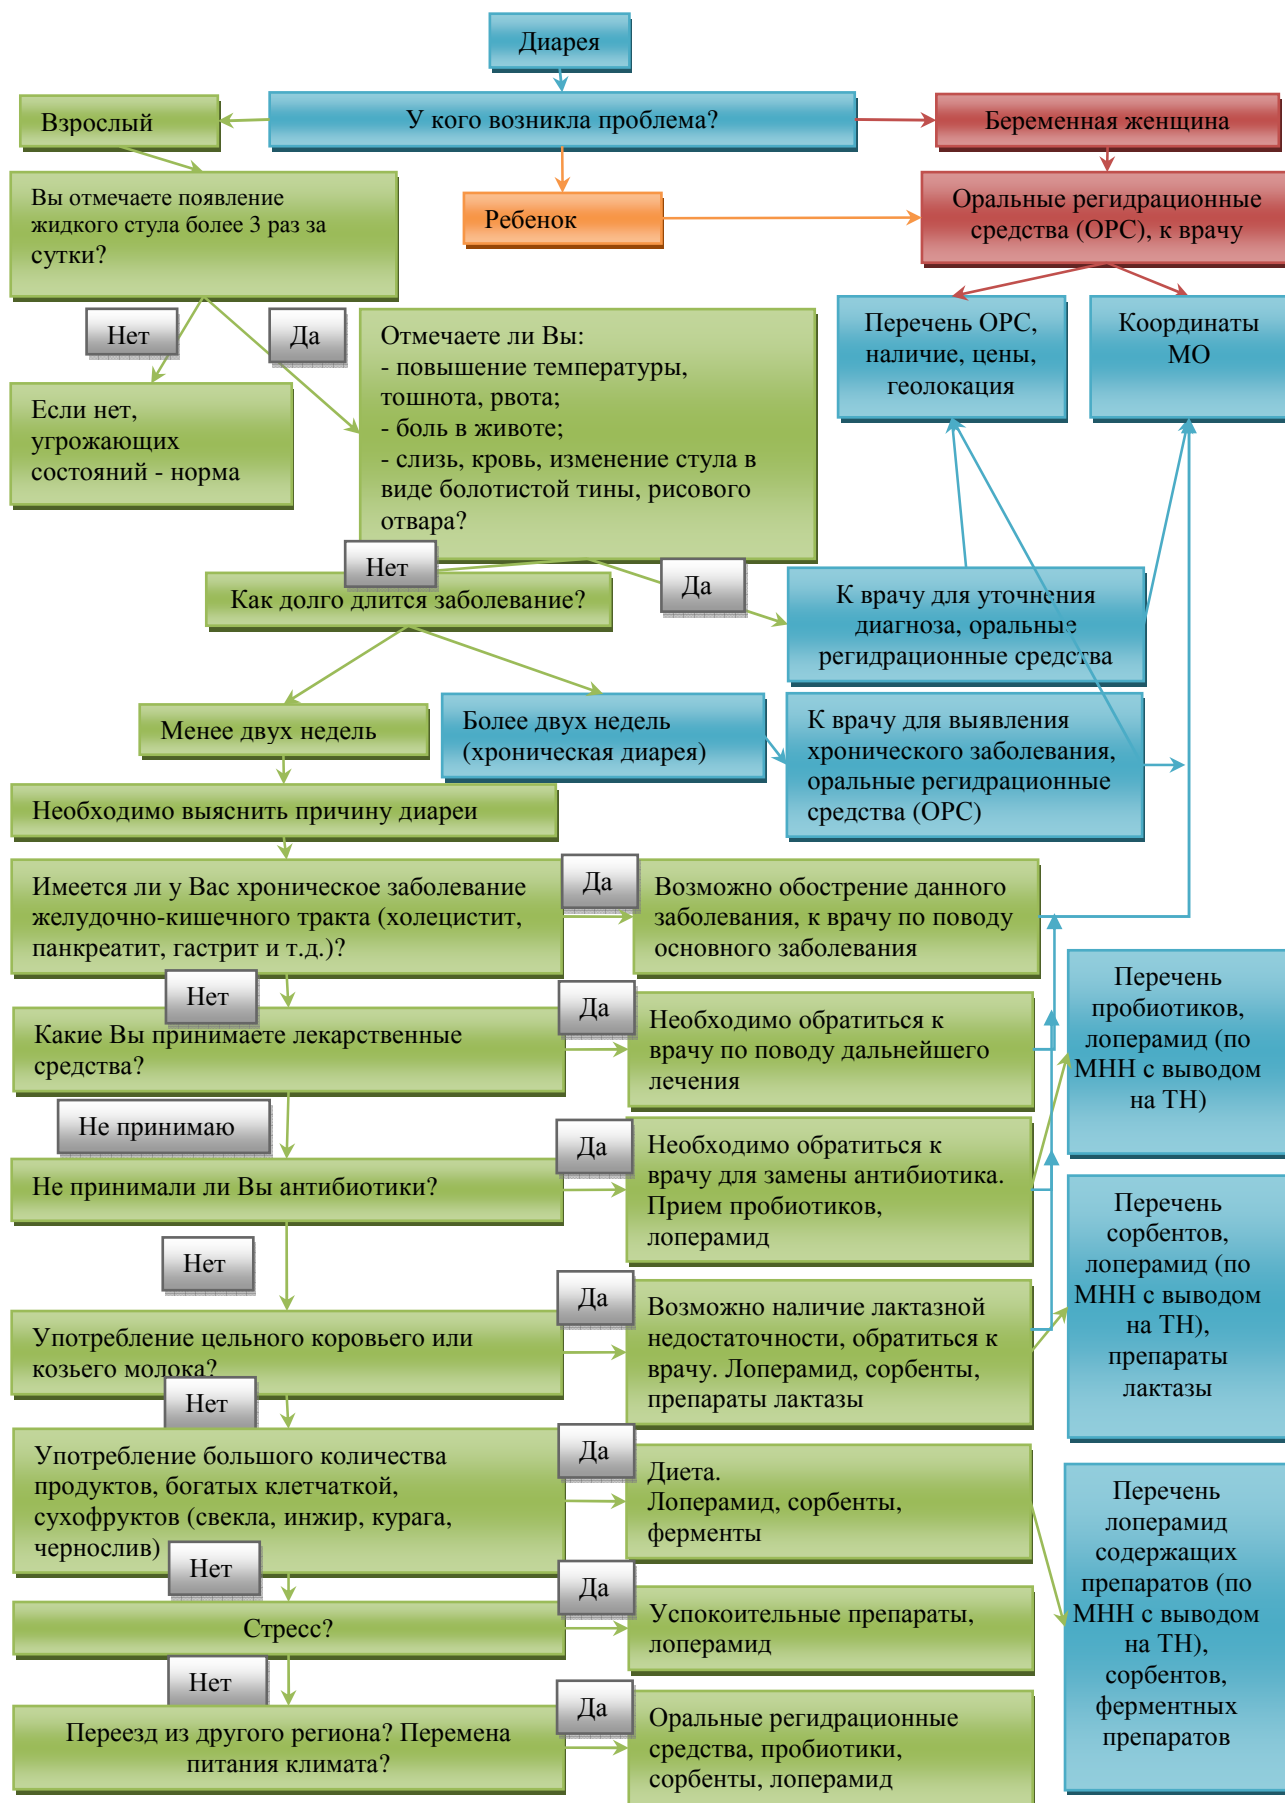 Диарея
Взрослый
У кого возникла проблема?
Беременная женщина
Вы отмечаете появление
жидкого стула более 3 раз за
сутки?
Ребенок
Оральные регидрационные
средства (ОРС), к врачу
Нет
Да
Отмечаете ли Вы:
- повышение температуры,
тошнота, рвота;
- боль в животе;
- слизь, кровь, изменение стула в
виде болотистой тины, рисового
отвара?
Перечень ОРС,
наличие, цены,
геолокация
Координаты
МО
Если нет,
угрожающих
состояний - норма
Нет
Да
Как долго длится заболевание?
К врачу для уточнения
диагноза, оральные
регидрационные средства
Менее двух недель
Более двух недель
(хроническая диарея)
К врачу для выявления
хронического заболевания,
оральные регидрационные
средства (ОРС)
Необходимо выяснить причину диареи
Имеется ли у Вас хроническое заболевание
желудочно-кишечного тракта (холецистит,
панкреатит, гастрит и т.д.)?
Да
Возможно обострение данного
заболевания, к врачу по поводу
основного заболевания
Нет
Какие Вы принимаете лекарственные
средства?
Да
Необходимо обратиться к
врачу по поводу дальнейшего
лечения
Перечень
пробиотиков,
лоперамид (по
МНН с выводом
на ТН)
Не принимаю
Не принимали ли Вы антибиотики?
Да
Необходимо обратиться к
врачу для замены антибиотика.
Прием пробиотиков,
лоперамид
Перечень
сорбентов,
лоперамид (по
МНН с выводом
на ТН),
препараты
лактазы
Нет
Употребление цельного коровьего или
козьего молока?
Да
Возможно наличие лактазной
недостаточности, обратиться к
врачу. Лоперамид, сорбенты,
препараты лактазы
Нет
Употребление большого количества
продуктов, богатых клетчаткой,
сухофруктов (свекла, инжир, курага,
чернослив)
Да
Диета.
Лоперамид, сорбенты,
ферменты
Перечень
лоперамид
содержащих
препаратов (по
МНН с выводом
на ТН),
сорбентов,
ферментных
препаратов
Нет
Стресс?
Да
Успокоительные препараты,
лоперамид
Нет
Переезд из другого региона? Перемена
питания климата?
Да
Оральные регидрационные
средства, пробиотики,
сорбенты, лоперамид